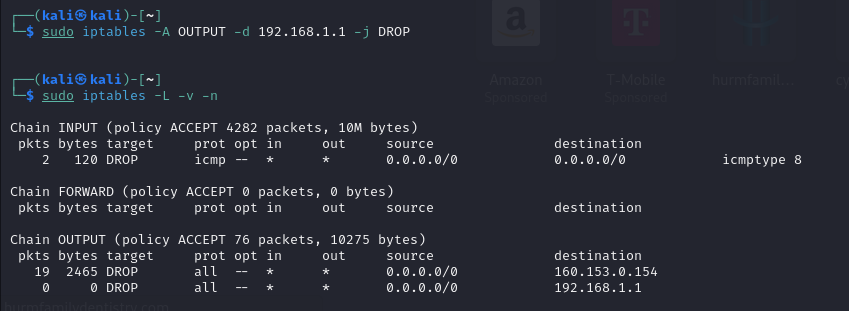 ┌──(kali㉿kali)-[~]
└─$ sudo iptables -A OUTPUT -d 192.168.1.1 -j DROP
Amazon T-Mobile burmfamil...
Sponsored Sponsored
┌──(kali㉿kali)-[~]
└─$ sudo iptables -L -v -n
Chain INPUT (policy ACCEPT 4282 packets, 10M bytes)
pkts bytes target prot opt in out source destination
2 120 DROP icmp -- * * 0.0.0.0/0 0.0.0.0/0 icmptype 8
Chain FORWARD (policy ACCEPT 0 packets, 0 bytes)
pkts bytes target prot opt in out source destination
Chain OUTPUT (policy ACCEPT 76 packets, 10275 bytes)
pkts bytes target prot opt in out source destination
19 2465 DROP all -- * * 0.0.0.0/0 160.153.0.154
0 0 DROP all -- * * 0.0.0.0/0 192.168.1.1
burmfamilydentistry.com